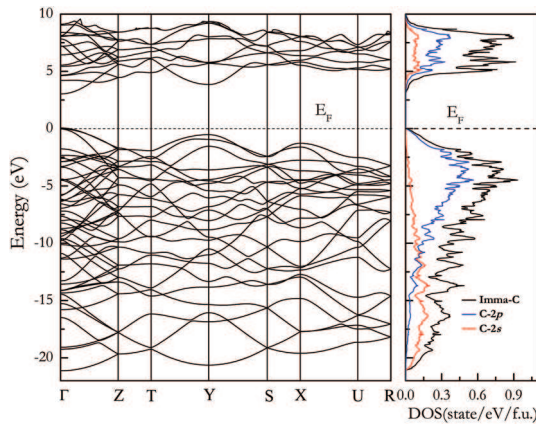 10
5
0
-5
-10
-15
-20
Energy (eV)
E_F
Γ Z T Y S X U R
E_F
Imma-C
C-2p
C-2s
0.0 0.3 0.6 0.9
DOS(state/eV/f.u.)